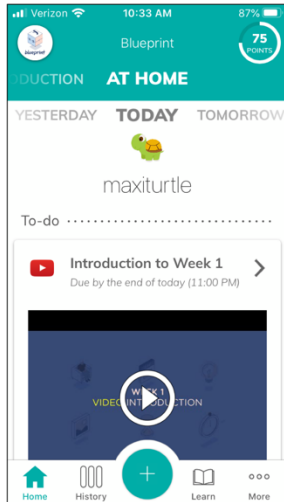 Verizon 10:33 AM 87%
blueprint
Blueprint
75
POINTS
ODUCTION AT HOME
YESTERDAY TODAY TOMORROW
maxiturtle
To-do
Introduction to Week 1
Due by the end of today (11:00 PM)
WEEK 1
VIDEO INTRODUCTION
+
Home History Learn More